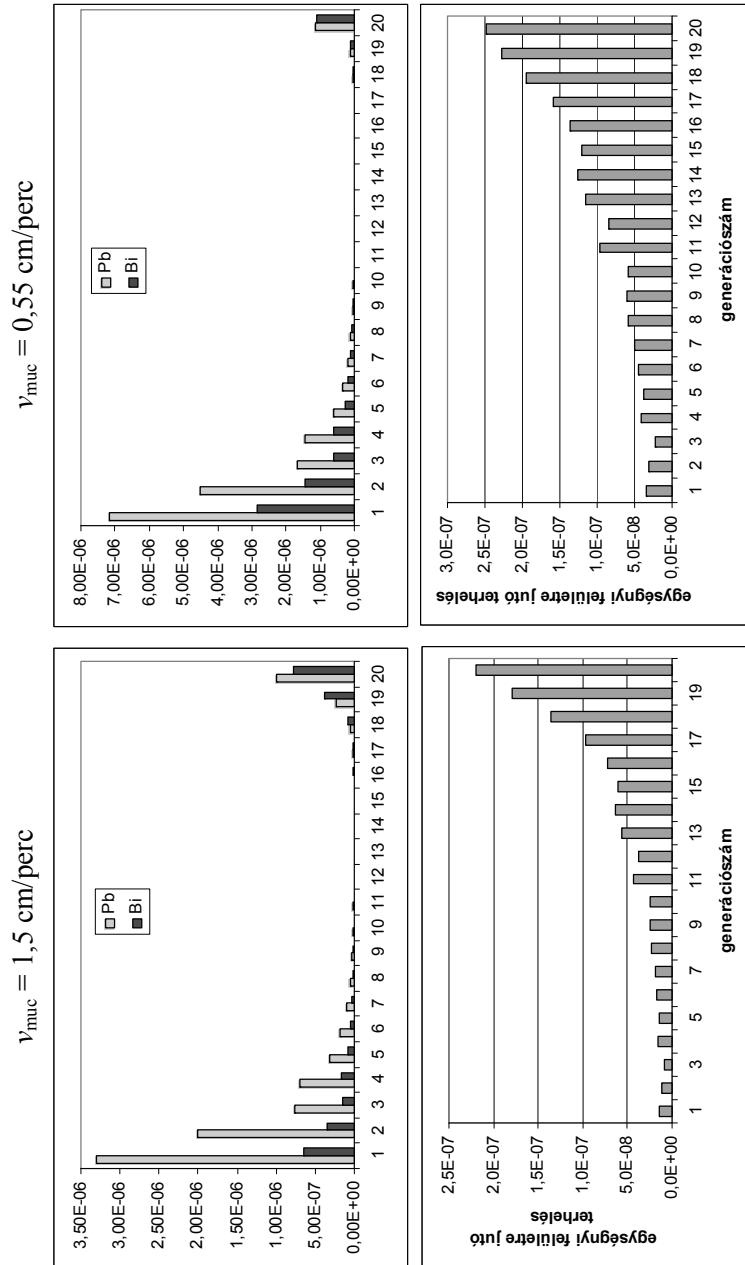 v_muc = 1,5 cm/perc
3,50E-06
3,00E-06
2,50E-06
2,00E-06
1,50E-06
1,00E-06
5,00E-07
0,00E+00
Pb
Bi
1 2 3 4 5 6 7 8 9 10 11 12 13 14 15 16 17 18 19 20
v_muc = 0,55 cm/perc
8,00E-06
7,00E-06
6,00E-06
5,00E-06
4,00E-06
3,00E-06
2,00E-06
1,00E-06
0,00E+00
Pb
Bi
1 2 3 4 5 6 7 8 9 10 11 12 13 14 15 16 17 18 19 20
egységnyi felületre jutó
terhelés
2,5E-07
2,0E-07
1,5E-07
1,0E-07
5,0E-08
0,0E+00
1 3 5 7 9 11 13 15 17 19
generációszám
egységnyi felületre jutó terhelés
3,0E-07
2,5E-07
2,0E-07
1,5E-07
1,0E-07
5,0E-08
0,0E+00
1 2 3 4 5 6 7 8 9 10 11 12 13 14 15 16 17 18 19 20
generációszám